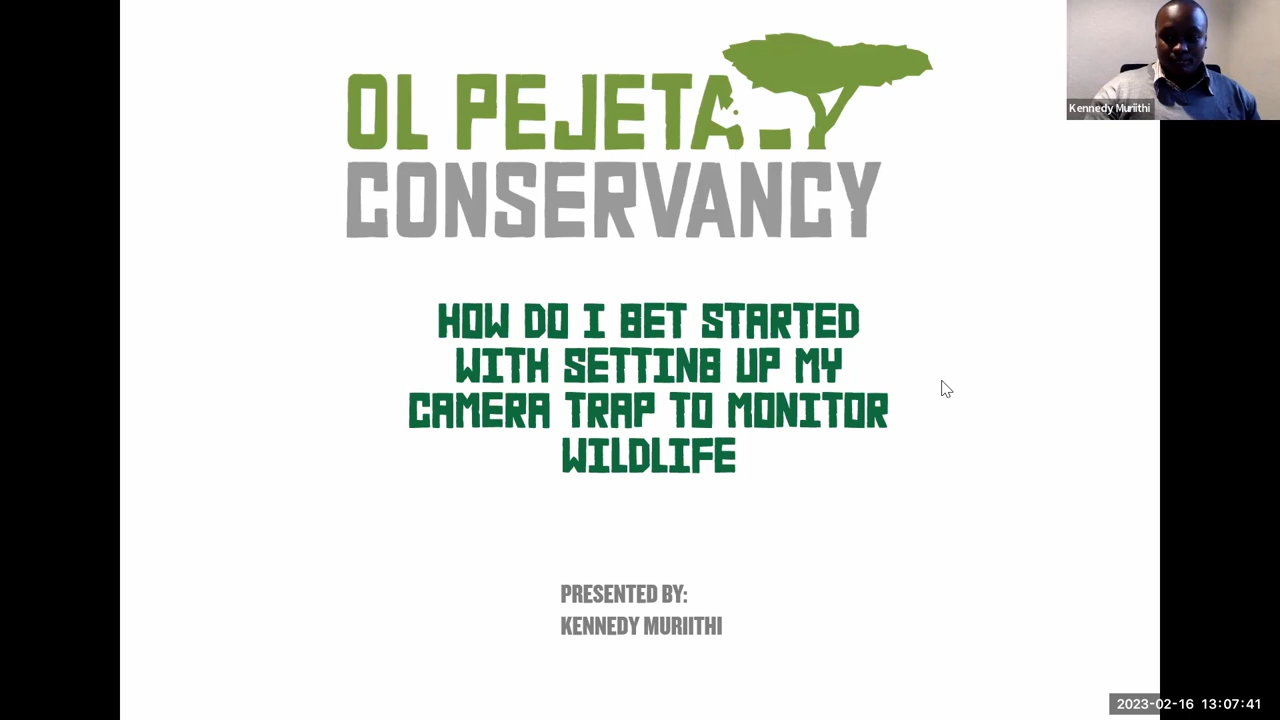 OL PEJETA
CONSERVANCY
Kennedy Muriithi
HOW DO I GET STARTED
WITH SETTING UP MY
CAMERA TRAP TO MONITOR
WILDLIFE
PRESENTED BY:
KENNEDY MURIITHI
2023-02-16 13:07:41